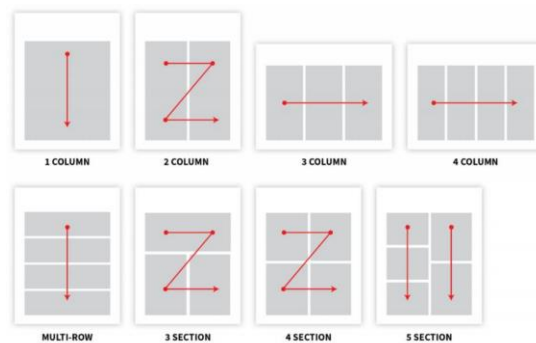 1 COLUMN
2 COLUMN
3 COLUMN
4 COLUMN
MULTI-ROW
3 SECTION
4 SECTION
5 SECTION